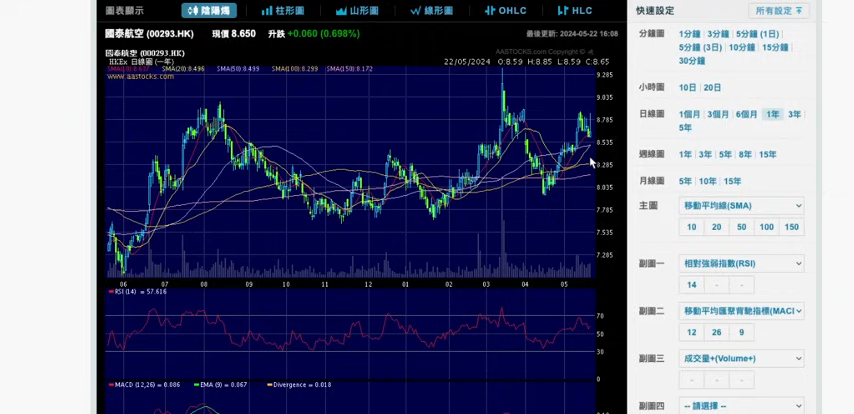 圖表顯示 陰陽燭 柱形圖 山形圖 線形圖 OHLC HLC
國泰航空 (00293.HK) 現價 8.650 升跌 +0.060 (0.698%) 最後更新: 2024-05-22 16:08
國泰航空 (00293.HK) AASTOCKS.com Copyright ©
HKEx 日線圖 (一年) 22/05/2024 O:8.59 H:8.85 L:8.59 C:8.65
SMA(20):8.496 SMA(50):8.499 SMA(100):8.299 SMA(150):8.172
www.aastocks.com
9.285
9.035
8.785
8.535
8.285
8.035
7.785
7.535
7.285
06 07 08 09 10 11 12 01 02 03 04 05
RSI (14) = 57.616
70
50
30
0
MACD (12,26) = 0.086 EMA (9) = 0.067 Divergence = 0.018
快速設定 所有設定
分鐘圖 1分鐘 3分鐘 5分鐘 (1日)
5分鐘 (3日) 10分鐘 15分鐘
30分鐘
小時圖 10日 20日
日線圖 1個月 3個月 6個月 1年 3年
5年
週線圖 1年 3年 5年 8年 15年
月線圖 5年 10年 15年
主圖 移動平均線(SMA)
10 20 50 100 150
副圖一 相對強弱指數(RSI)
14 - -
副圖二 移動平均匯聚背馳指標(MACD
12 26 9
副圖三 成交量+(Volume+)
- - -
副圖四 -- 請選擇 --